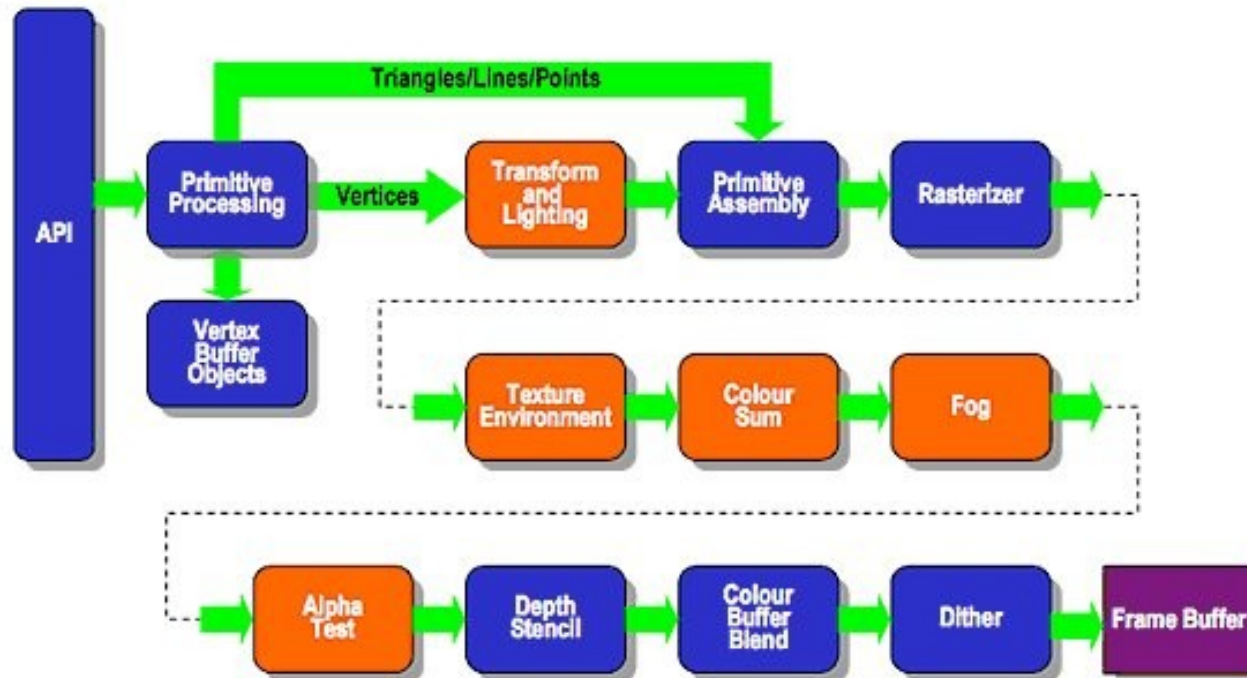 Triangles/Lines/Points
API
Primitive
Processing
Vertices
Transform
and
Lighting
Primitive
Assembly
Rasterizer
Vertex
Buffer
Objects
Texture
Environment
Colour
Sum
Fog
Alpha
Test
Depth
Stencil
Colour
Buffer
Blend
Dither
Frame Buffer